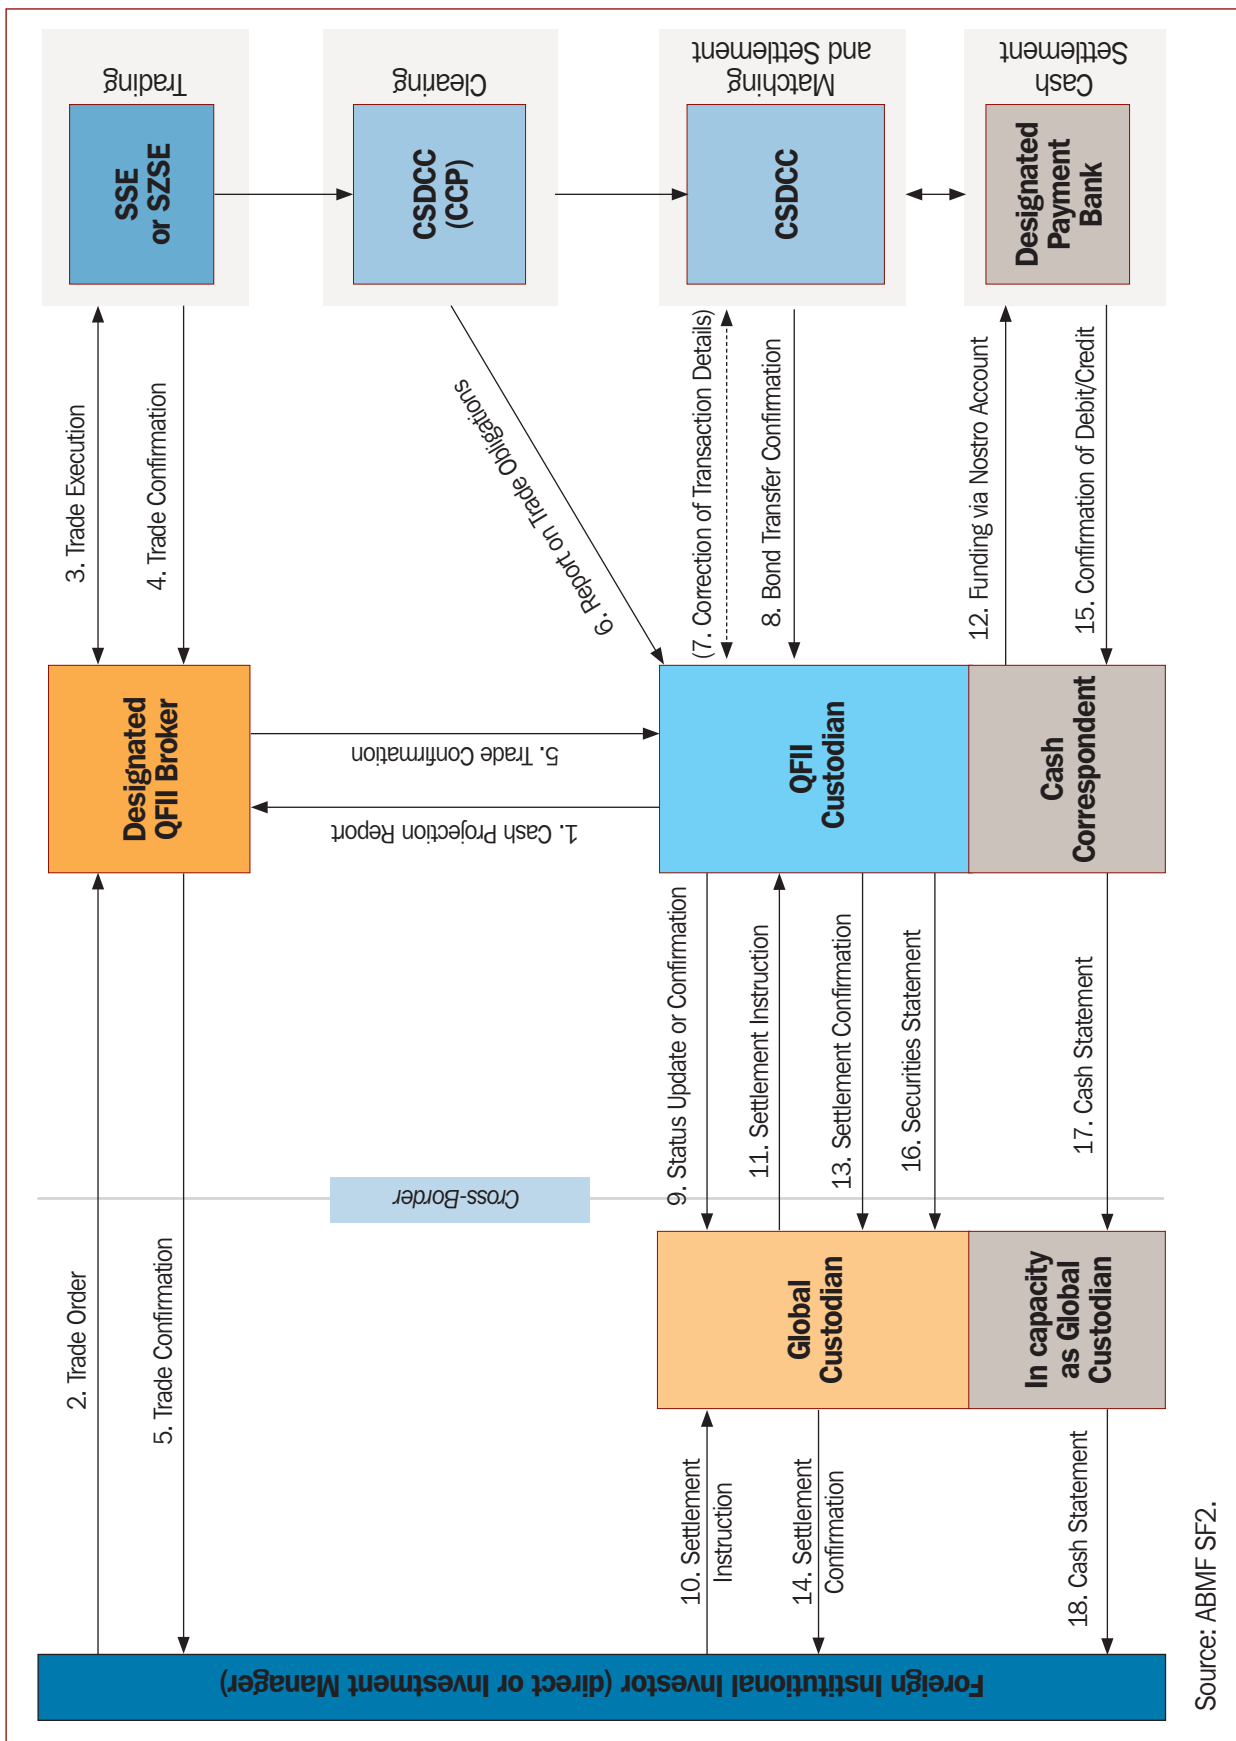 Trading
SSE
or SZSE
Clearing
CSDCC
(CCP)
Matching
and Settlement
CSDCC
Cash
Settlement
Designated
Payment
Bank
3. Trade Execution
4. Trade Confirmation
6. Report on Trade Obligations
(7. Correction of Transaction Details)
8. Bond Transfer Confirmation
12. Funding via Nostro Account
15. Confirmation of Debit/Credit
Designated
QFII Broker
5. Trade Confirmation
1. Cash Projection Report
QFII
Custodian
Cash
Correspondent
2. Trade Order
5. Trade Confirmation
Cross-Border
9. Status Update or Confirmation
11. Settlement Instruction
13. Settlement Confirmation
16. Securities Statement
17. Cash Statement
Global
Custodian
In capacity
as Global
Custodian
10. Settlement
Instruction
14. Settlement
Confirmation
18. Cash Statement
Foreign Institutional Investor (direct or Investment Manager)
Source: ABMF SF2.